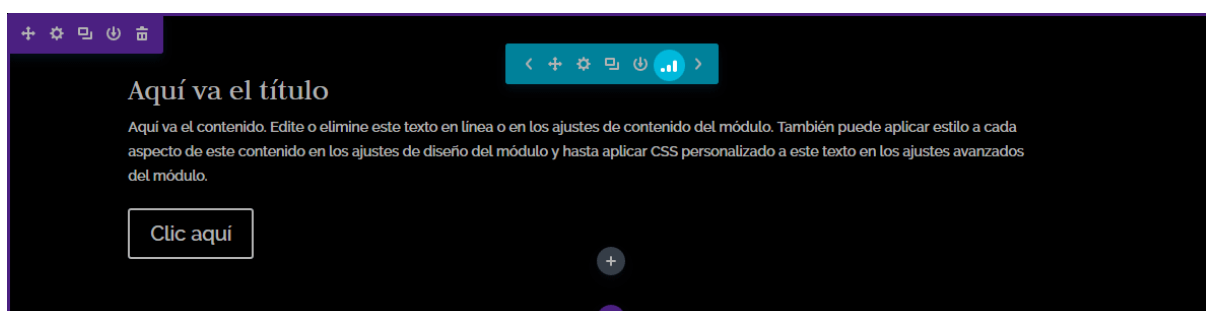 Aquí va el título
Aquí va el contenido. Edite o elimine este texto en línea o en los ajustes de contenido del módulo. También puede aplicar estilo a cada
aspecto de este contenido en los ajustes de diseño del módulo y hasta aplicar CSS personalizado a este texto en los ajustes avanzados
del módulo.
Clic aquí